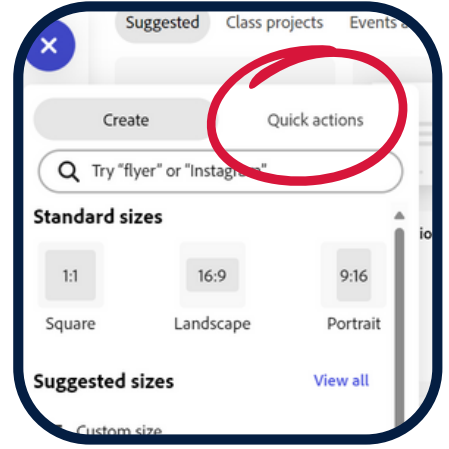 Suggested Class projects Events
Create Quick actions
Try "flyer" or "Instagram"
Standard sizes
1:1 16:9 9:16
Square Landscape Portrait
Suggested sizes View all
Custom size